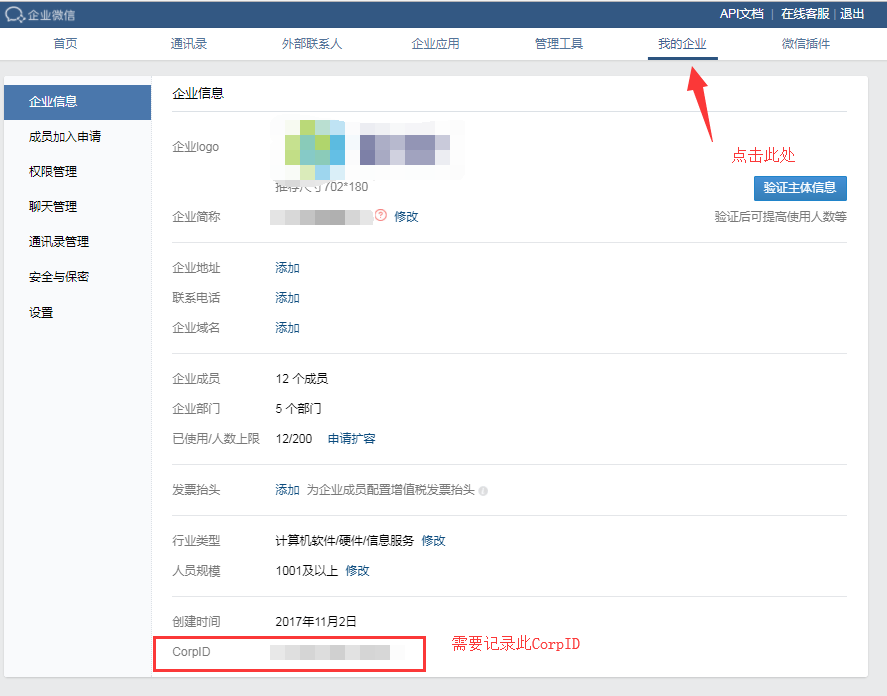 企业微信
API文档 | 在线客服 | 退出
首页 通讯录 外部联系人 企业应用 管理工具 我的企业 微信插件
企业信息
成员加入申请
权限管理
聊天管理
通讯录管理
安全与保密
设置
企业信息
企业logo
推荐尺寸702*180
点击此处
验证主体信息
企业简称 修改 验证后可提高使用人数等
企业地址 添加
联系电话 添加
企业域名 添加
企业成员 12 个成员
企业部门 5 个部门
已使用/人数上限 12/200 申请扩容
发票抬头 添加 为企业成员配置增值税发票抬头
行业类型 计算机软件/硬件/信息服务 修改
人员规模 1001及以上 修改
创建时间 2017年11月2日
CorpID 需要记录此CorpID